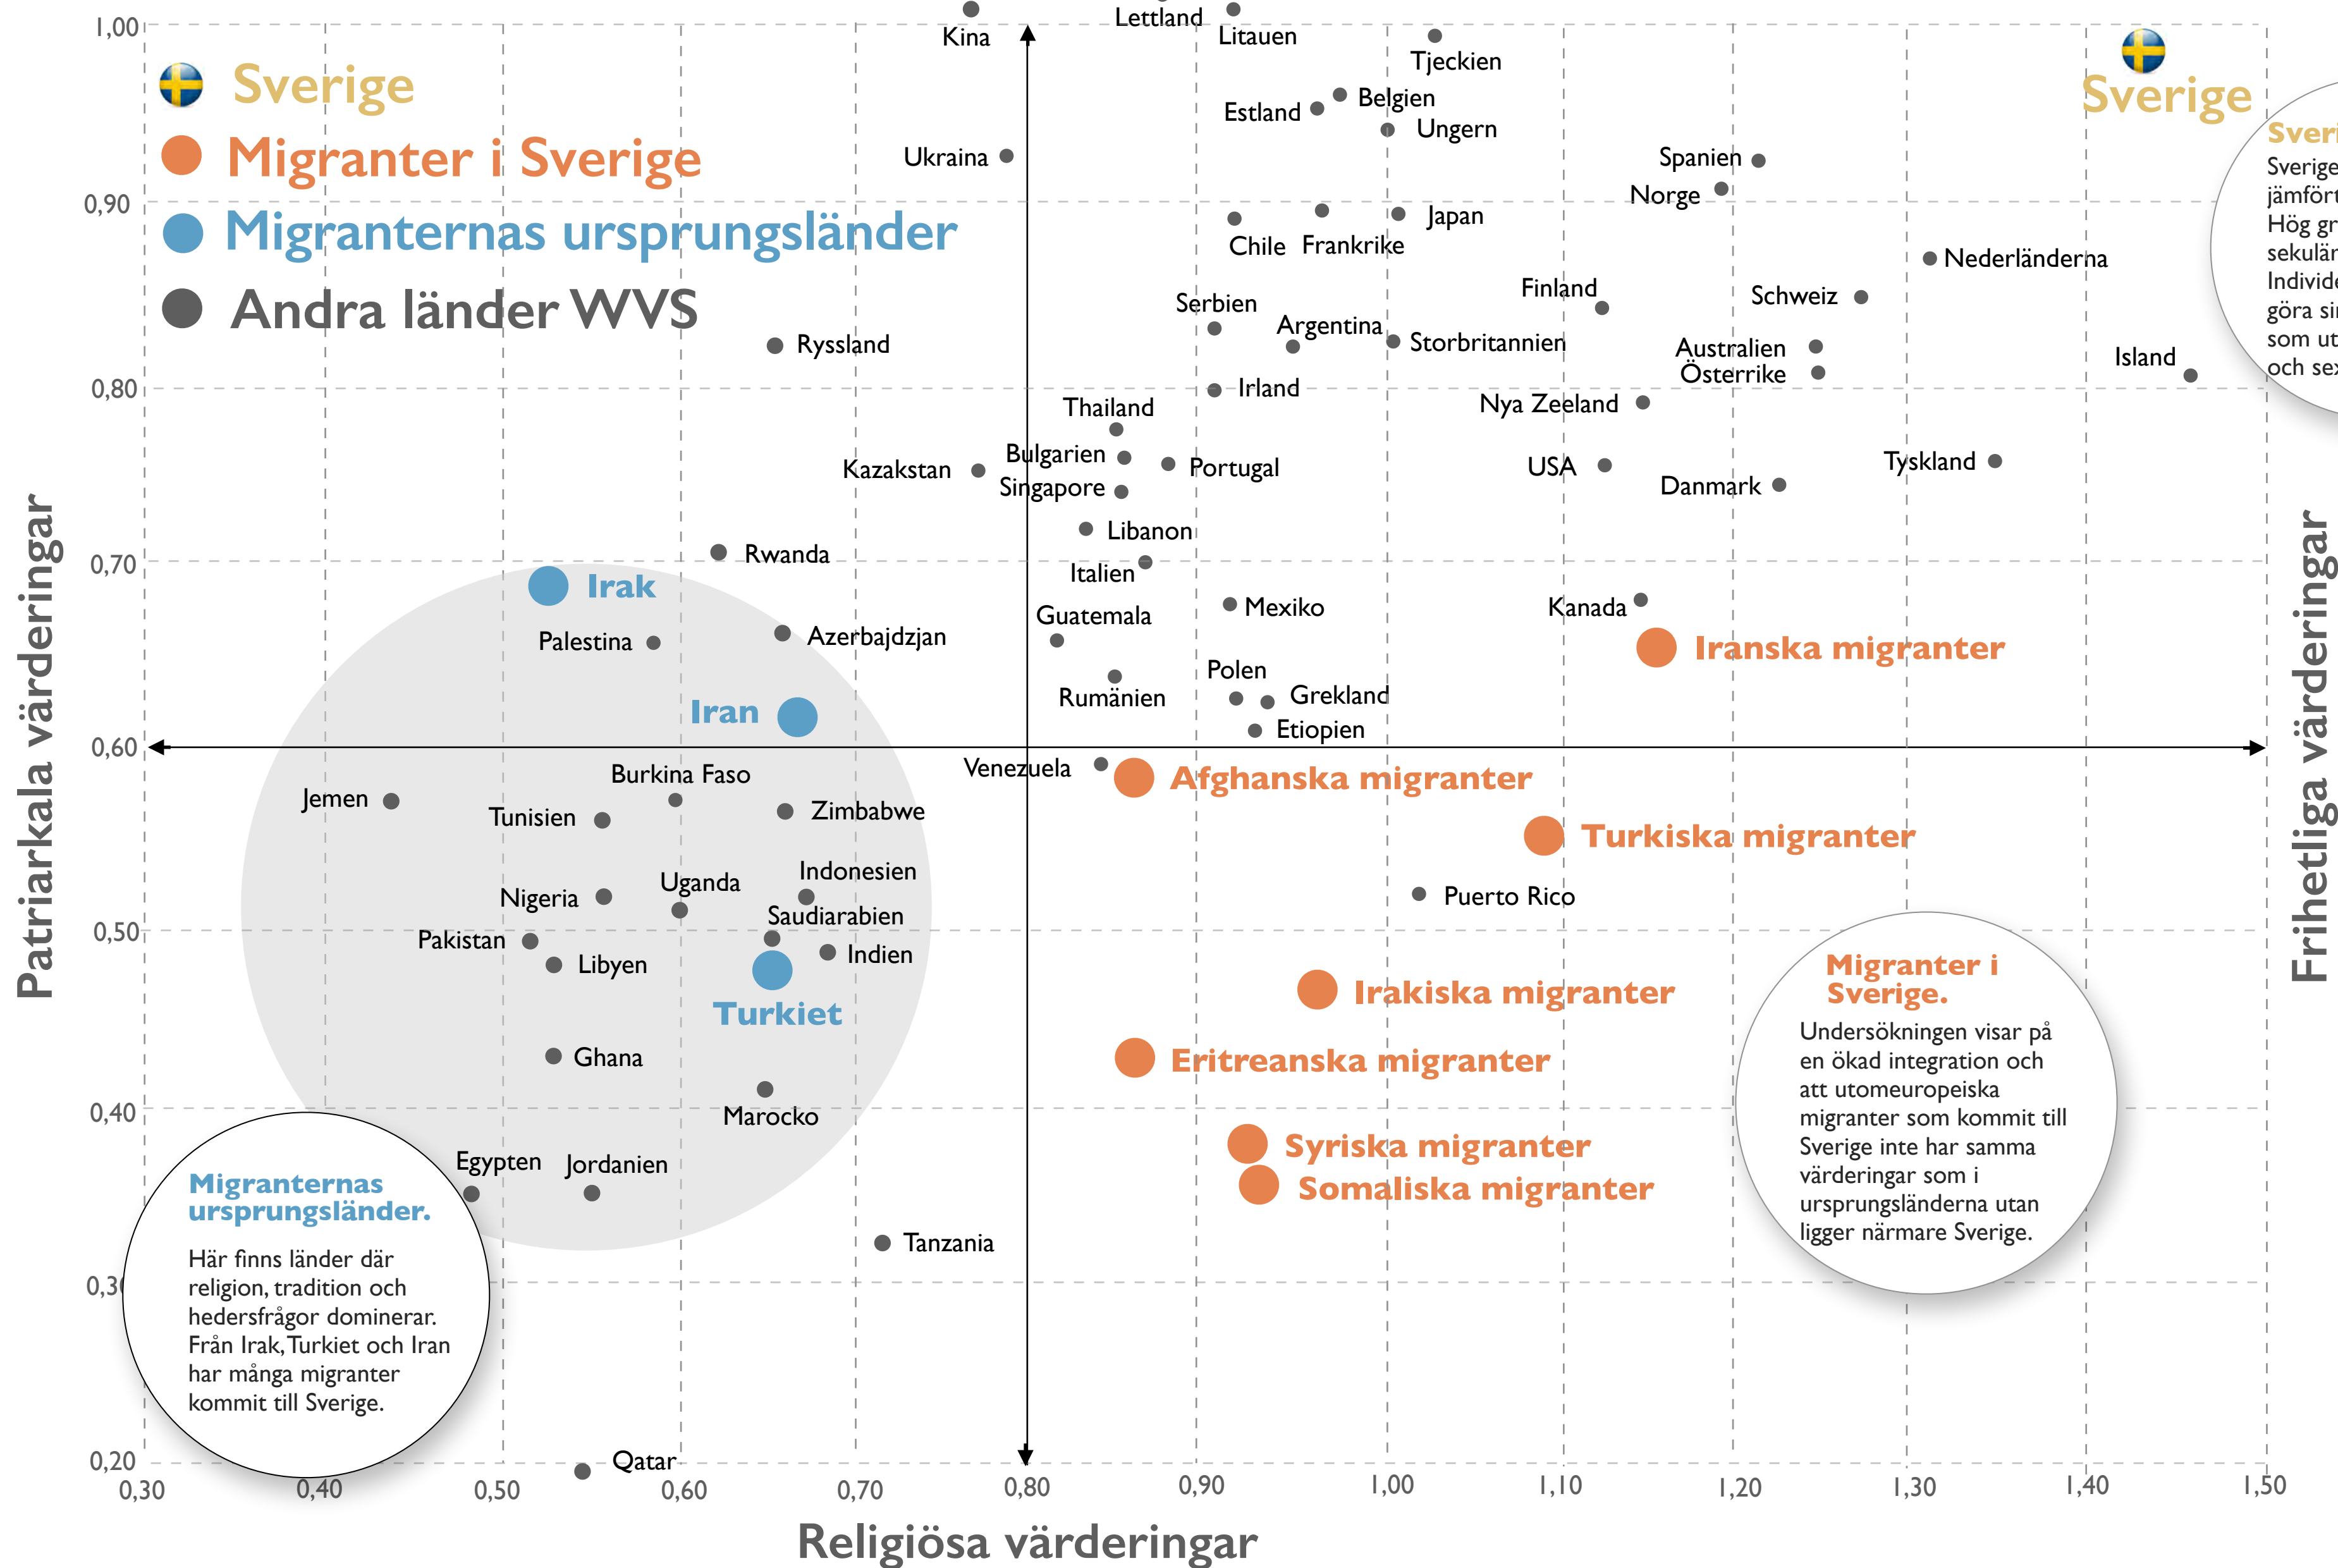 1,00
Kina
Lettland
Litauen
Tjeckien
Sverige
Sverige
Migranter i Sverige
Migranternas ursprungsländer
Andra länder WVS
Estland
Belgien
Ungern
Ukraina
Spanien
Norge
0,90
Chile
Frankrike
Japan
Nederländerna
Finland
Schweiz
Serbien
Argentina
Storbritannien
Ryssland
Australien
Österrike
Island
0,80
Irland
Thailand
Nya Zeeland
Bulgarien
Kazakstan
Portugal
Singapore
USA
Danmark
Tyskland
Libanon
0,70
Rwanda
Italien
Irak
Mexiko
Kanada
Guatemala
Palestina
Azerbajdzjan
Iranska migranter
Polen
Rumänien
Grekland
Iran
Etiopien
0,60
Venezuela
Afghanska migranter
Burkina Faso
Jemen
Tunisien
Zimbabwe
Turkiska migranter
Indonesien
Uganda
Nigeria
Puerto Rico
Saudiarabien
0,50
Pakistan
Indien
Libyen
Turkiet
Irakiska migranter
Ghana
Eritreanska migranter
0,40
Marocko
Syriska migranter
Egypten
Jordanien
Somaliska migranter
Tanzania
Qatar
0,20
0,30
0,40
0,50
0,60
0,70
0,80
0,90
1,00
1,10
1,20
1,30
1,40
1,50
Religiösa värderingar
Patriarkala värderingar
Frihetliga värderingar
Migranternas
ursprungsländer.
Här finns länder där
religion, tradition och
hedersfrågor dominerar.
Från Irak, Turkiet och Iran
har många migranter
kommit till Sverige.
Migranter i
Sverige.
Undersökningen visar på
en ökad integration och
att utomeuropeiska
migranter som kommit till
Sverige inte har samma
värderingar som i
ursprungsländerna utan
ligger närmare Sverige.
Sverige
Hög
göra
som
och